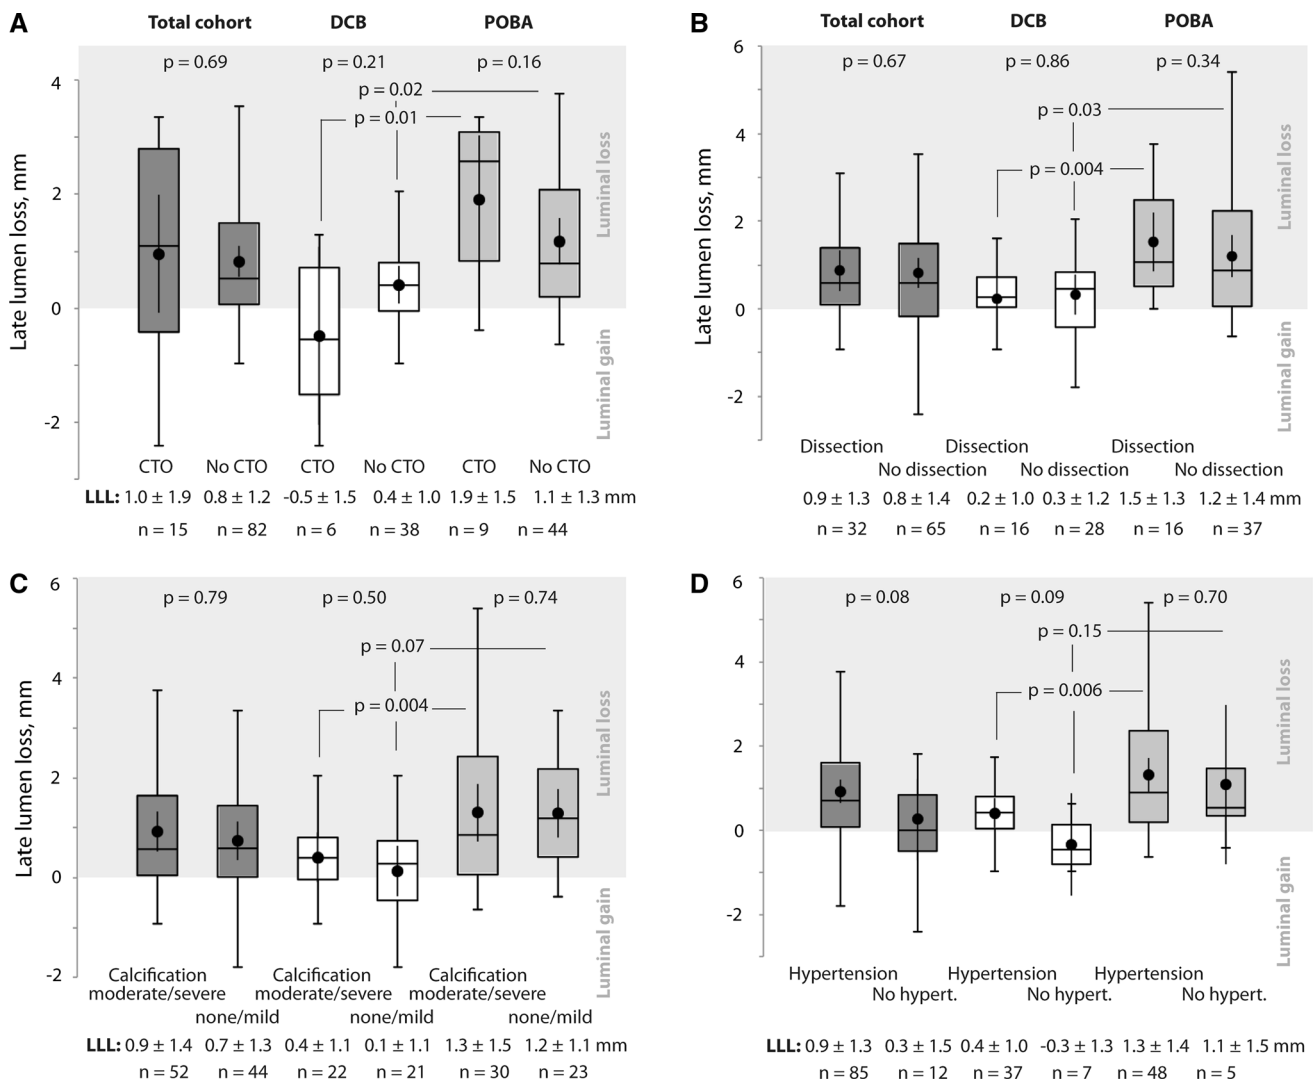 A
Total cohort DCB POBA
p = 0.69 p = 0.21 p = 0.16
p = 0.02
p = 0.01
Late lumen loss, mm
4
2
0
-2
Luminal loss
Luminal gain
CTO No CTO CTO No CTO CTO No CTO
LLL: 1.0 ± 1.9 0.8 ± 1.2 -0.5 ± 1.5 0.4 ± 1.0 1.9 ± 1.5 1.1 ± 1.3 mm
n = 15 n = 82 n = 6 n = 38 n = 9 n = 44
B
Total cohort DCB POBA
p = 0.67 p = 0.86 p = 0.34
p = 0.03
p = 0.004
Late lumen loss, mm
6
4
2
0
-2
Luminal loss
Luminal gain
Dissection Dissection Dissection
No dissection No dissection No dissection
0.9 ± 1.3 0.8 ± 1.4 0.2 ± 1.0 0.3 ± 1.2 1.5 ± 1.3 1.2 ± 1.4 mm
n = 32 n = 65 n = 16 n = 28 n = 16 n = 37
C
p = 0.79 p = 0.50 p = 0.74
p = 0.07
p = 0.004
Late lumen loss, mm
6
4
2
0
-2
Luminal loss
Luminal gain
Calcification Calcification Calcification
moderate/severe moderate/severe moderate/severe
none/mild none/mild none/mild
LLL: 0.9 ± 1.4 0.7 ± 1.3 0.4 ± 1.1 0.1 ± 1.1 1.3 ± 1.5 1.2 ± 1.1 mm
n = 52 n = 44 n = 22 n = 21 n = 30 n = 23
D
p = 0.08 p = 0.09 p = 0.70
p = 0.15
p = 0.006
6
4
2
0
-2
Luminal loss
Luminal gain
Hypertension Hypertension Hypertension
No hypert. No hypert. No hypert.
LLL: 0.9 ± 1.3 0.3 ± 1.5 0.4 ± 1.0 -0.3 ± 1.3 1.3 ± 1.4 1.1 ± 1.5 mm
n = 85 n = 12 n = 37 n = 7 n = 48 n = 5